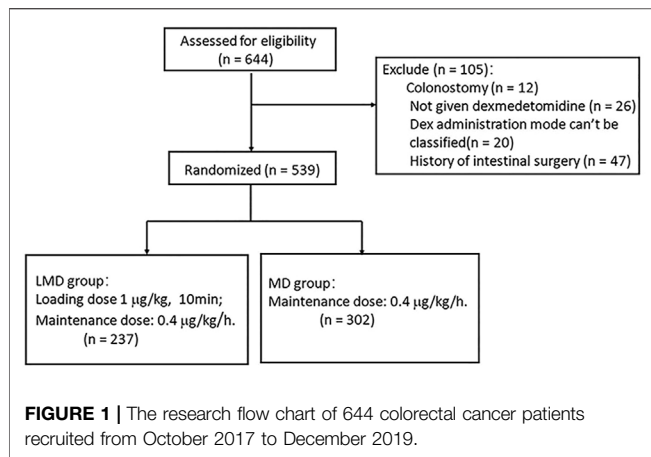 Assessed for eligibility
(n = 644)
Exclude (n = 105):
Colonostomy (n = 12)
Not given dexmedetomidine (n = 26)
Dex administration mode can't be
classified(n = 20)
History of intestinal surgery (n = 47)
Randomized (n = 539)
LMD group:
Loading dose 1 μg/kg, 10min;
Maintenance dose: 0.4 μg/kg/h.
(n = 237)
MD group:
Maintenance dose: 0.4 μg/kg/h.
(n = 302)
FIGURE 1 | The research flow chart of 644 colorectal cancer patients
recruited from October 2017 to December 2019.